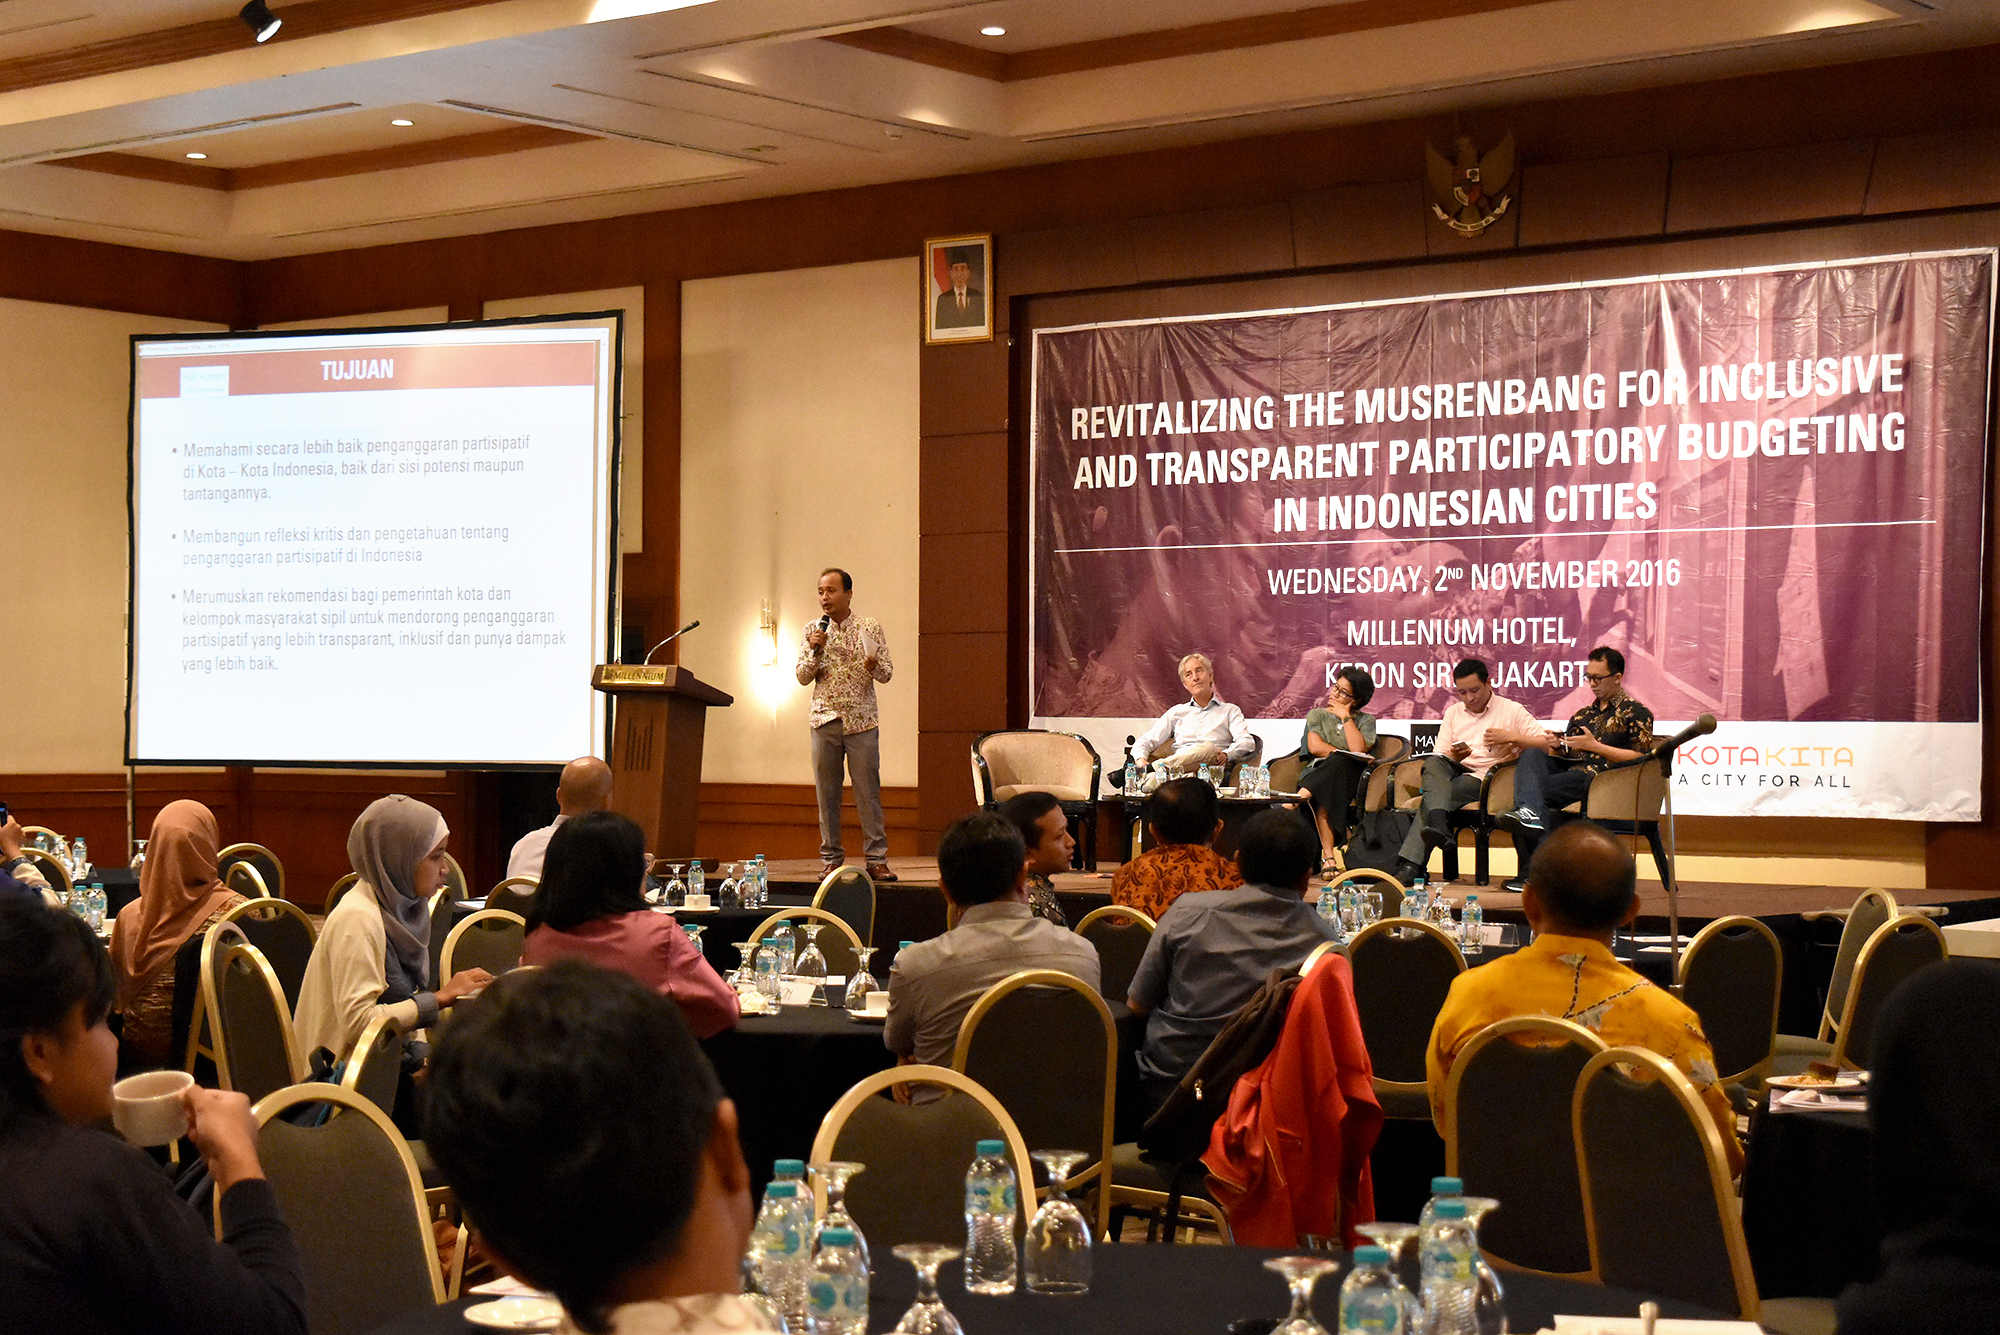 TUJUAN
• Memahami secara lebih baik penganggaran partisipatif
di Kota – Kota Indonesia, baik dari sisi potensi maupun
tantangannya.
• Membangun refleksi kritis dan pengetahuan tentang
penganggaran partisipatif di Indonesia
• Merumuskan rekomendasi bagi pemerintah kota dan
kelompok masyarakat sipil untuk mendorong penganggaran
partisipatif yang lebih transparant, inklusif dan punya dampak
yang lebih baik.
MILLENNIUM
REVITALIZING THE MUSRENBANG FOR INCLUSIVE
AND TRANSPARENT PARTICIPATORY BUDGETING
IN INDONESIAN CITIES
WEDNESDAY, 2ND NOVEMBER 2016
MILLENIUM HOTEL,
JAKART
KOTAKITA
A CITY FOR ALL